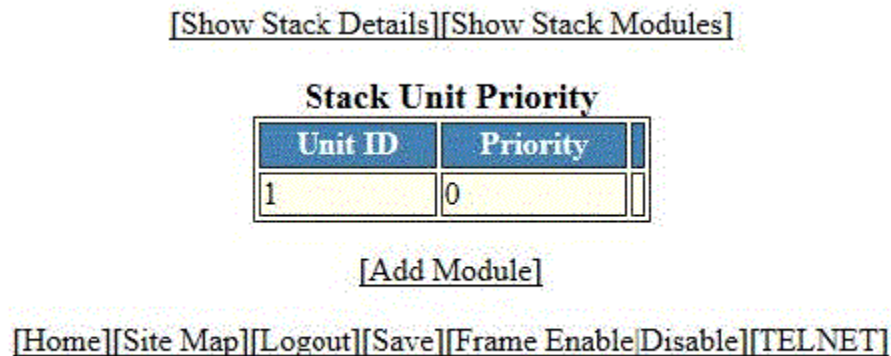 [Show Stack Details][Show Stack Modules]
Stack Unit Priority
Unit ID Priority
1 0
[Add Module]
[Home][Site Map][Logout][Save][Frame Enable|Disable][TELNET]